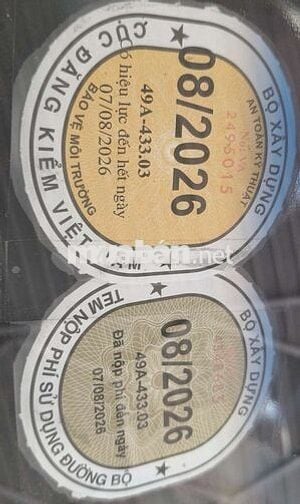 BỘ XÂY DỰNG
AN TOÀN KỸ THUẬT
2496015
08/2026
49A-433.03
Có hiệu lực đến hết ngày
07/08/2026
BẢO VỆ MÔI TRƯỜNG
CỤC ĐĂNG KIỂM VIỆT
muaban.net
BỘ XÂY DỰNG
08/2026
49A-433.03
Đã nộp phí đến ngày
07/08/2026
TEM NỘP PHÍ SỬ DỤNG ĐƯỜNG BỘ